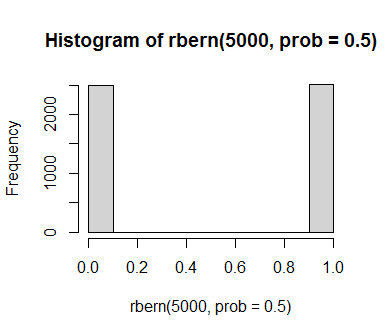 Histogram of rbern(5000, prob = 0.5)
Frequency
2000
1000
0
0.0 0.2 0.4 0.6 0.8 1.0
rbern(5000, prob = 0.5)